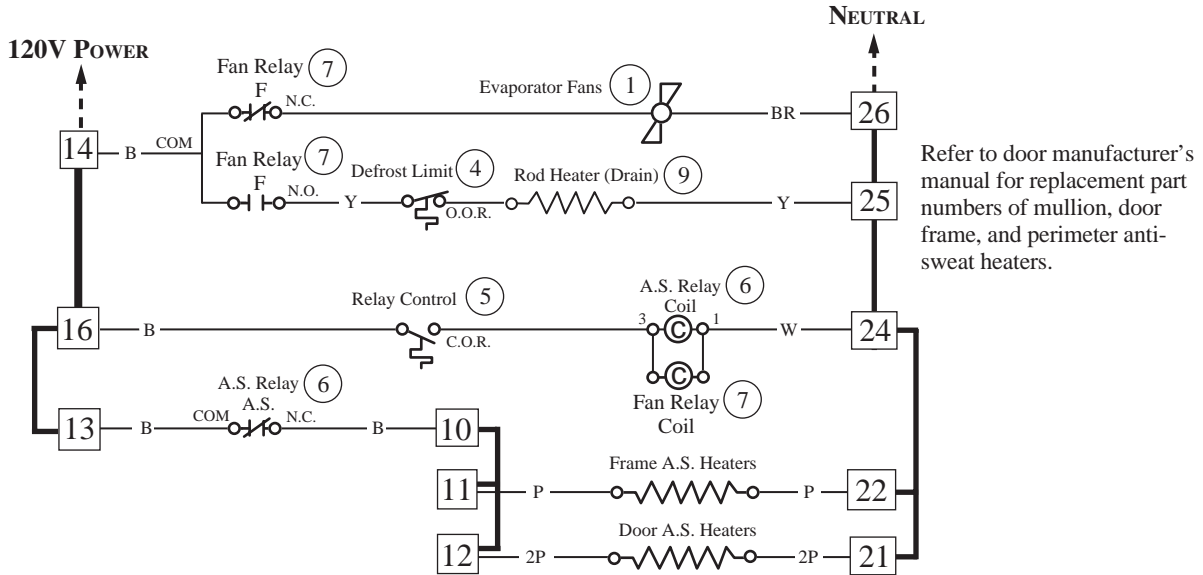 NEUTRAL
120V POWER
Fan Relay 7
F
N.C.
Evaporator Fans 1
BR
26
14
B
COM
Fan Relay 7
F
N.O.
Y
Defrost Limit 4
O.O.R.
Rod Heater (Drain) 9
Y
25
Refer to door manufacturer's
manual for replacement part
numbers of mullion, door
frame, and perimeter anti-
sweat heaters.
Relay Control 5
A.S. Relay 6
Coil
16
B
C.O.R.
3
C
1
W
24
C
Fan Relay 7
Coil
A.S. Relay 6
A.S.
13
B
COM
N.C.
B
10
Frame A.S. Heaters
11
P
P
22
Door A.S. Heaters
12
2P
2P
21